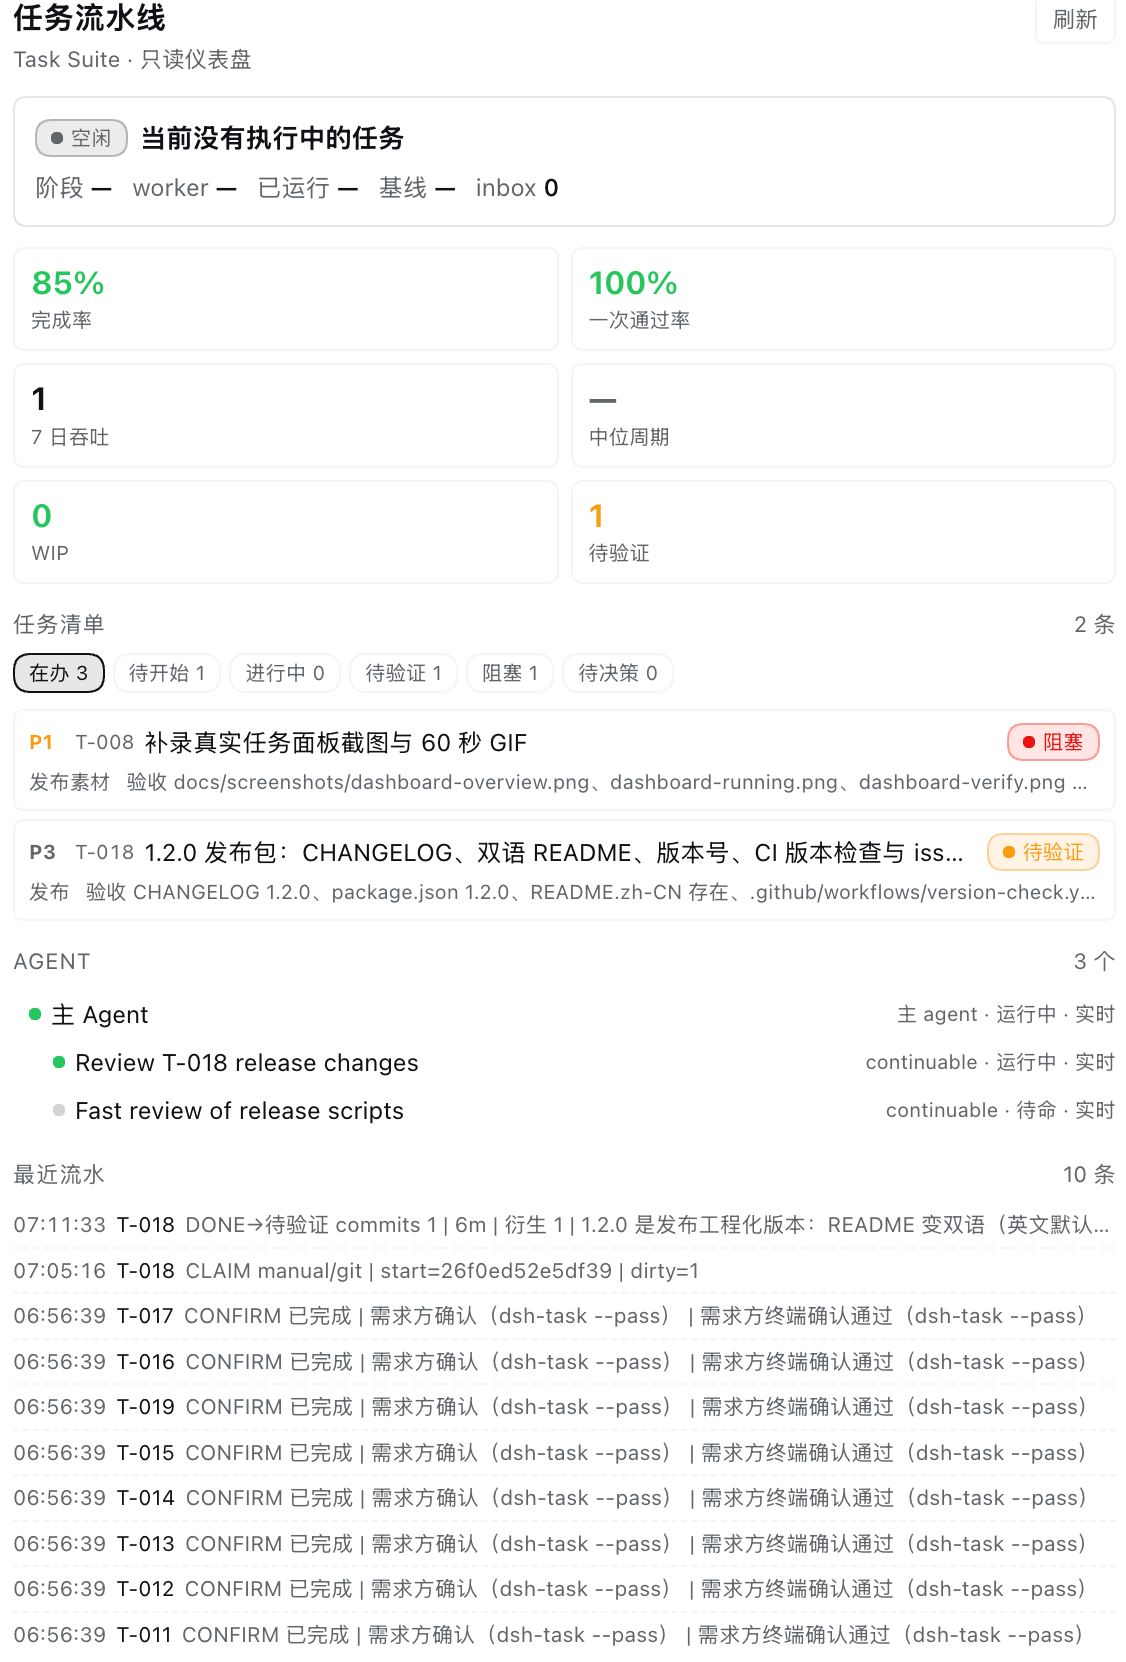 任务流水线
刷新
Task Suite · 只读仪表盘
空闲 当前没有执行中的任务
阶段 — worker — 已运行 — 基线 — inbox 0
85%
完成率
100%
一次通过率
1
7 日吞吐
—
中位周期
0
WIP
1
待验证
任务清单 2 条
在办 3 待开始 1 进行中 0 待验证 1 阻塞 1 待决策 0
P1 T-008 补录真实任务面板截图与 60 秒 GIF 阻塞
发布素材 验收 docs/screenshots/dashboard-overview.png、dashboard-running.png、dashboard-verify.png ...
P3 T-018 1.2.0 发布包：CHANGELOG、双语 README、版本号、CI 版本检查与 iss... 待验证
发布 验收 CHANGELOG 1.2.0、package.json 1.2.0、README.zh-CN 存在、.github/workflows/version-check.y...
AGENT 3 个
主 Agent 主 agent · 运行中 · 实时
Review T-018 release changes continuable · 运行中 · 实时
Fast review of release scripts continuable · 待命 · 实时
最近流水 10 条
07:11:33 T-018 DONE→待验证 commits 1 | 6m | 衍生 1 | 1.2.0 是发布工程化版本：README 变双语（英文默认...
07:05:16 T-018 CLAIM manual/git | start=26f0ed52e5df39 | dirty=1
06:56:39 T-017 CONFIRM 已完成 | 需求方确认（dsh-task --pass） | 需求方终端确认通过（dsh-task --pass）
06:56:39 T-016 CONFIRM 已完成 | 需求方确认（dsh-task --pass） | 需求方终端确认通过（dsh-task --pass）
06:56:39 T-019 CONFIRM 已完成 | 需求方确认（dsh-task --pass） | 需求方终端确认通过（dsh-task --pass）
06:56:39 T-015 CONFIRM 已完成 | 需求方确认（dsh-task --pass） | 需求方终端确认通过（dsh-task --pass）
06:56:39 T-014 CONFIRM 已完成 | 需求方确认（dsh-task --pass） | 需求方终端确认通过（dsh-task --pass）
06:56:39 T-013 CONFIRM 已完成 | 需求方确认（dsh-task --pass） | 需求方终端确认通过（dsh-task --pass）
06:56:39 T-012 CONFIRM 已完成 | 需求方确认（dsh-task --pass） | 需求方终端确认通过（dsh-task --pass）
06:56:39 T-011 CONFIRM 已完成 | 需求方确认（dsh-task --pass） | 需求方终端确认通过（dsh-task --pass）